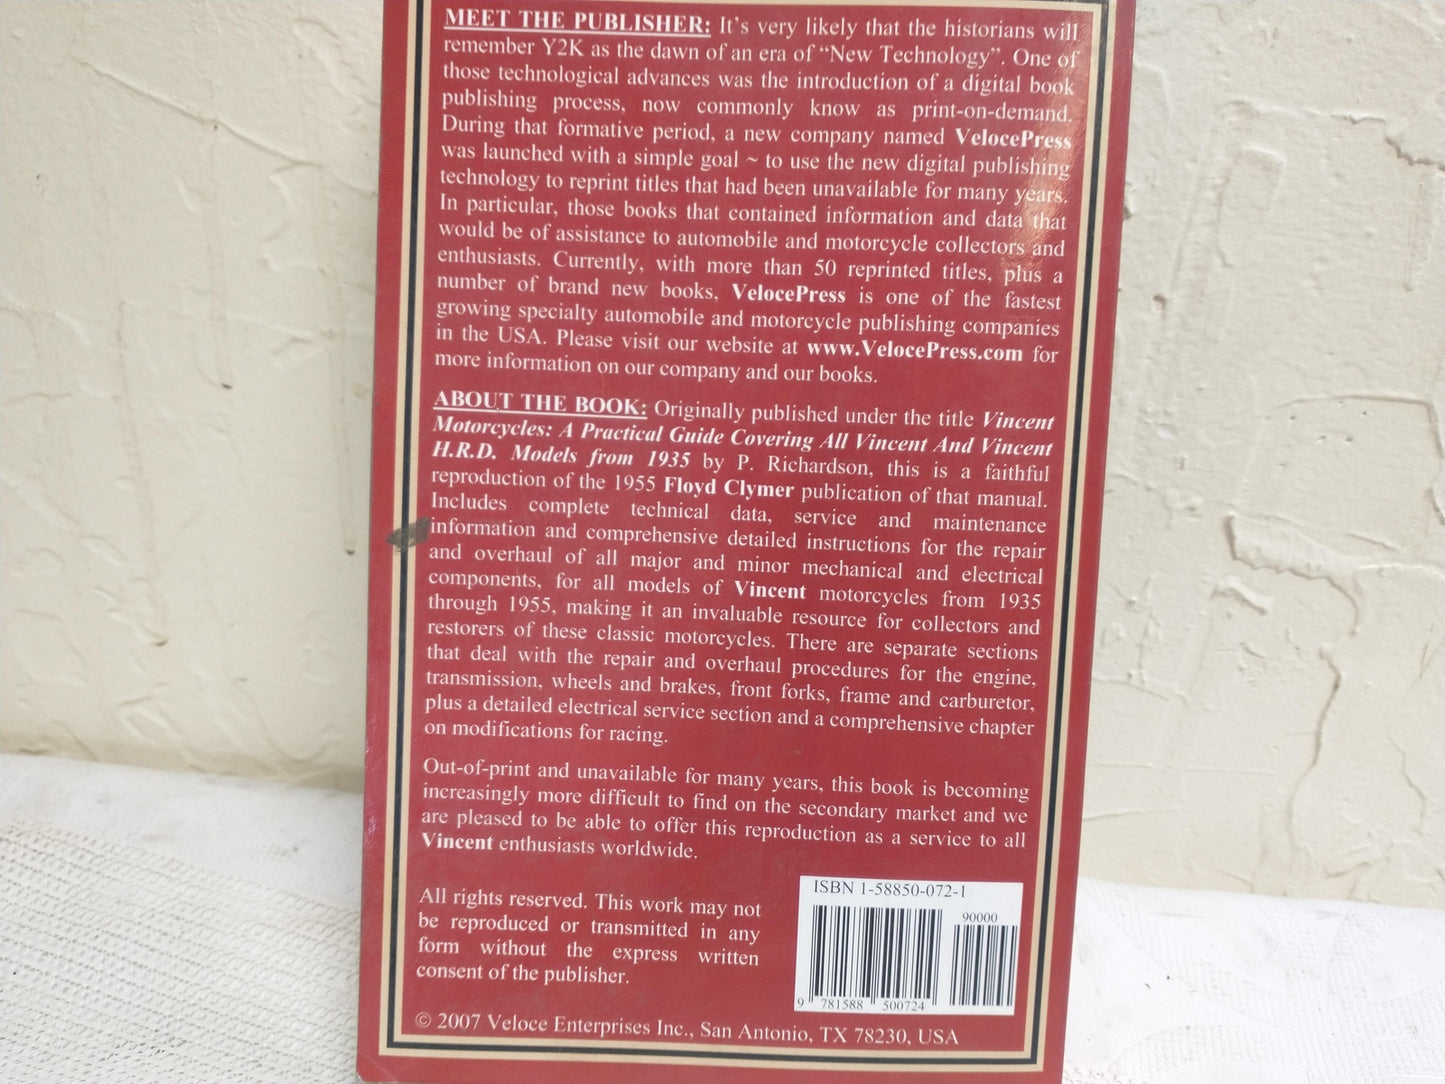 MEET THE PUBLISHER: It's very likely that the historians will
remember Y2K as the dawn of an era of "New Technology". One of
those technological advances was the introduction of a digital book
publishing process, now commonly know as print-on-demand.
During that formative period, a new company named VelocePress
was launched with a simple goal ~ to use the new digital publishing
technology to reprint titles that had been unavailable for many years.
In particular, those books that contained information and data that
would be of assistance to automobile and motorcycle collectors and
enthusiasts. Currently, with more than 50 reprinted titles, plus a
number of brand new books, VelocePress is one of the fastest
growing specialty automobile and motorcycle publishing companies
in the USA. Please visit our website at www.VelocePress.com for
more information on our company and our books.
ABOUT THE BOOK: Originally published under the title Vincent
Motorcycles: A Practical Guide Covering All Vincent And Vincent
H.R.D. Models from 1935 by P. Richardson, this is a faithful
reproduction of the 1955 Floyd Clymer publication of that manual.
Includes complete technical data, service and maintenance
information and comprehensive detailed instructions for the repair
and overhaul of all major and minor mechanical and electrical
components, for all models of Vincent motorcycles from 1935
through 1955, making it an invaluable resource for collectors and
restorers of these classic motorcycles. There are separate sections
that deal with the repair and overhaul procedures for the engine,
transmission, wheels and brakes, front forks, frame and carburetor,
plus a detailed electrical service section and a comprehensive chapter
on modifications for racing.
Out-of-print and unavailable for many years, this book is becoming
increasingly more difficult to find on the secondary market and we
are pleased to be able to offer this reproduction as a service to all
Vincent enthusiasts worldwide.
All rights reserved. This work may not
be reproduced or transmitted in any
form without the express written
consent of the publisher.
ISBN 1-58850-072-1
90000
9 781588 500724
© 2007 Veloce Enterprises Inc., San Antonio, TX 78230, USA